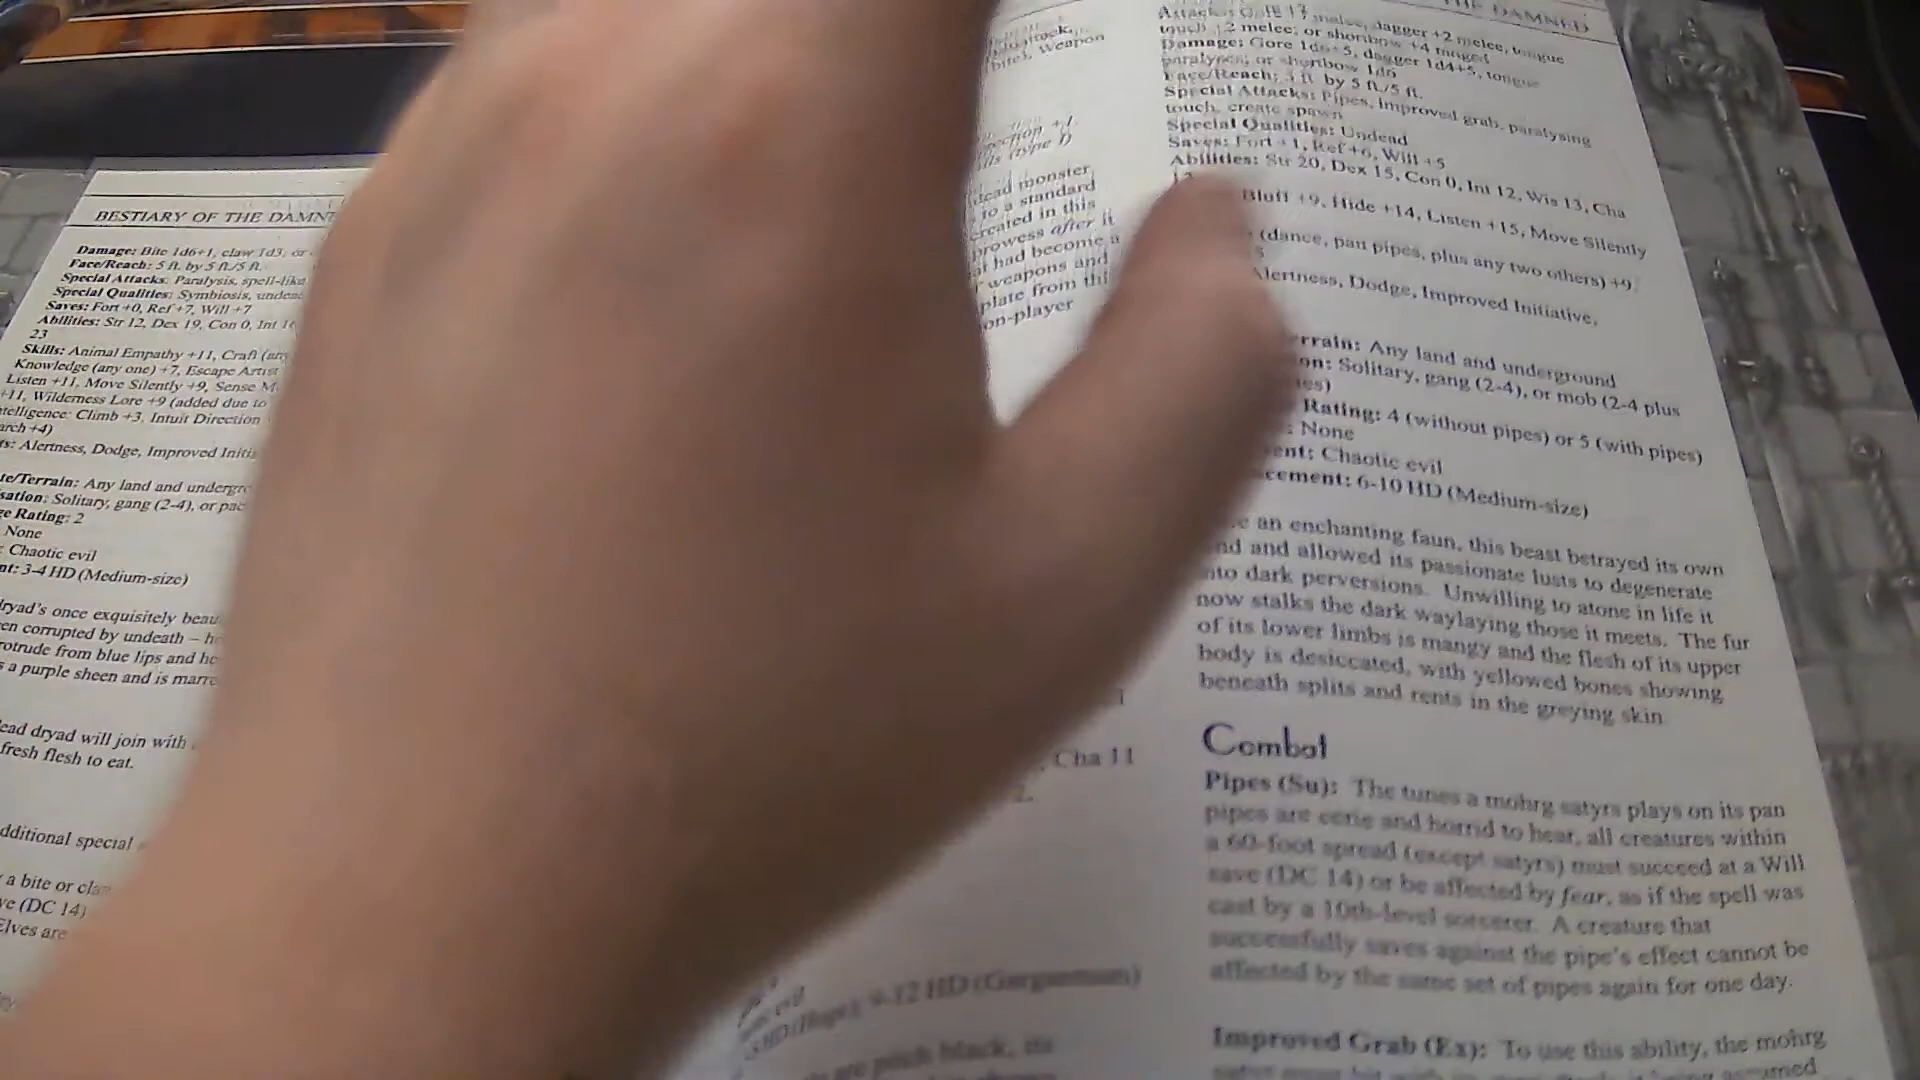 BESTIARY OF THE DAMNE
Damage: Bite 1d6+1, claw 1d3, or
Face/Reach: 5 ft. by 5 ft./5 ft.
Special Attacks: Paralysis, spell-like
Special Qualities: Symbiosis, undead
Saves: Fort +0, Ref +7, Will +7
Abilities: Str 12, Dex 19, Con 0, Int
23
Skills: Animal Empathy +11, Craft (any
Knowledge (any one) +7, Escape Artist
Listen +11, Move Silently +9, Sense M
+11, Wilderness Lore +9 (added due to
telligence: Climb +3, Intuit Direction
arch +4)
ts: Alertness, Dodge, Improved Initi
te/Terrain: Any land and undergr
sation: Solitary, gang (2-4), or pac
ge Rating: 2
None
: Chaotic evil
nt: 3-4 HD (Medium-size)
ryad's once exquisitely beau
en corrupted by undeath – h
rotrude from blue lips and
s a purple sheen and is marre
ead dryad will join with
fresh flesh to eat.
dditional special
a bite or cla
ve (DC 14)
Elves are
attack,
bite), Weapon
ection +1
lls (type I)
dead monster
to a standard
created in this
prowess after it
at had become a
r weapons and
plate from thi
on-player
Cha 11
HD (Huge); 9-12 HD (Gargantuan)
are pitch black, its
THE DAMNED
Attacks: Gore melee, dagger +2 melee, tongue
touch +2 melee; or shortbow +4 ranged
Damage: Gore 1d6+5, dagger 1d4+5, tongue
paralyses; or shortbow 1d6
Face/Reach: 5 ft. by 5 ft./5 ft.
Special Attacks: Pipes, improved grab, paralysing
touch, create spawn
Special Qualities: Undead
Saves: Fort +1, Ref +6, Will +5
Abilities: Str 20, Dex 15, Con 0, Int 12, Wis 13, Cha
Bluff +9, Hide +14, Listen +15, Move Silently
(dance, pan pipes, plus any two others) +9
Alertness, Dodge, Improved Initiative,
rrain: Any land and underground
on: Solitary, gang (2-4), or mob (2-4 plus
ies)
Rating: 4 (without pipes) or 5 (with pipes)
: None
ent: Chaotic evil
cement: 6-10 HD (Medium-size)
e an enchanting faun, this beast betrayed its own
nd and allowed its passionate lusts to degenerate
into dark perversions. Unwilling to atone in life it
now stalks the dark waylaying those it meets. The fur
of its lower limbs is mangy and the flesh of its upper
body is desiccated, with yellowed bones showing
beneath splits and rents in the greying skin.
Combat
Pipes (Su): The tunes a mohrg satyrs plays on its pan
pipes are eerie and horrid to hear, all creatures within
a 60-foot spread (except satyrs) must succeed at a Will
save (DC 14) or be affected by fear, as if the spell was
cast by a 10th-level sorcerer. A creature that
successfully saves against the pipe's effect cannot be
affected by the same set of pipes again for one day.
Improved Grab (Ex): To use this ability, the mohrg